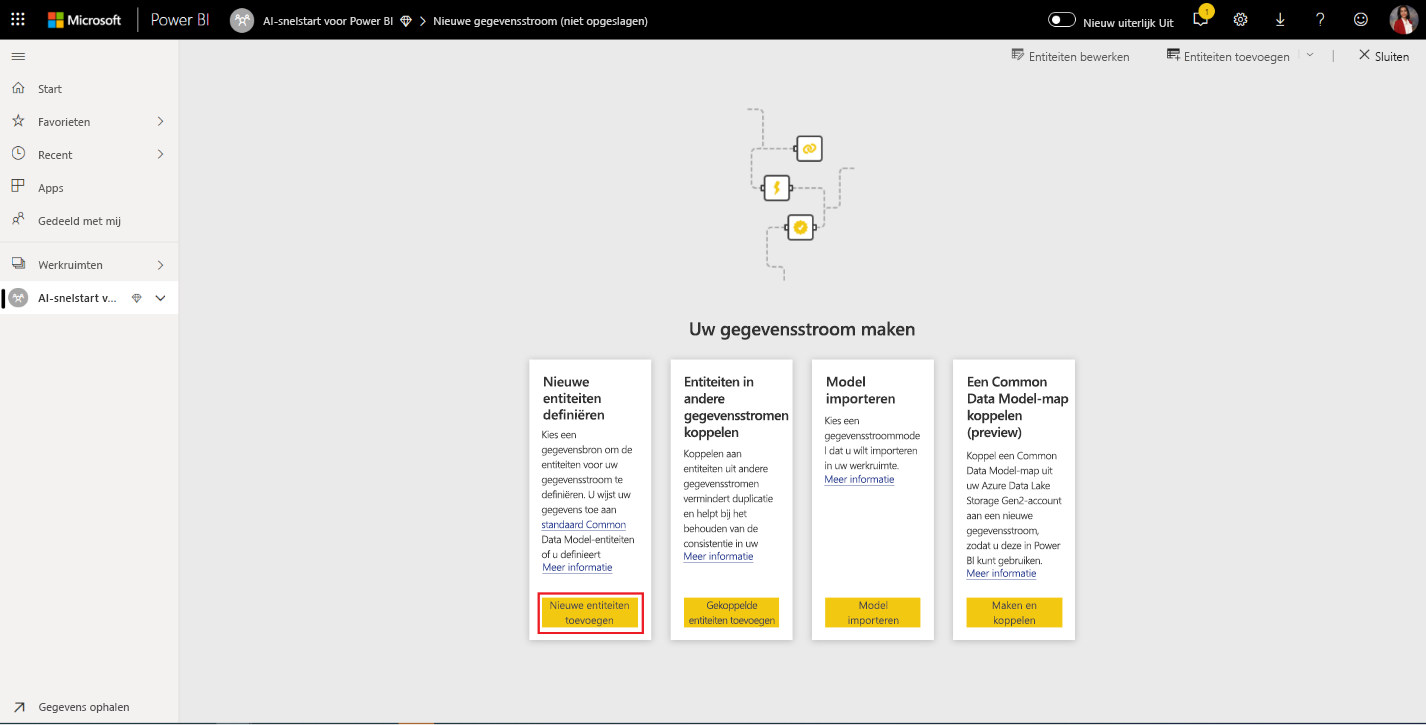 Microsoft Power BI AI-snelstart voor Power BI Nieuwe gegevensstroom (niet opgeslagen) Nieuw uiterlijk Uit 1
Entiteiten bewerken Entiteiten toevoegen Sluiten
Start
Favorieten
Recent
Apps
Gedeeld met mij
Werkruimten
AI-snelstart v...
Gegevens ophalen
Uw gegevensstroom maken
Nieuwe
entiteiten
definiëren
Kies een
gegevensbron om de
entiteiten voor uw
gegevensstroom te
definiëren. U wijst uw
gegevens toe aan
standaard Common
Data Model-entiteiten
of u definieert
Meer informatie
Nieuwe entiteiten
toevoegen
Entiteiten in
andere
gegevensstromen
koppelen
Koppelen aan
entiteiten uit andere
gegevensstromen
vermindert duplicatie
en helpt bij het
behouden van de
consistentie in uw
Meer informatie
Gekoppelde
entiteiten toevoegen
Model
importeren
Kies een
gegevensstroommode
l dat u wilt importeren
in uw werkruimte.
Meer informatie
Model
importeren
Een Common
Data Model-map
koppelen
(preview)
Koppel een Common
Data Model-map uit
uw Azure Data Lake
Storage Gen2-account
aan een nieuwe
gegevensstroom,
zodat u deze in Power
BI kunt gebruiken.
Meer informatie
Maken en
koppelen